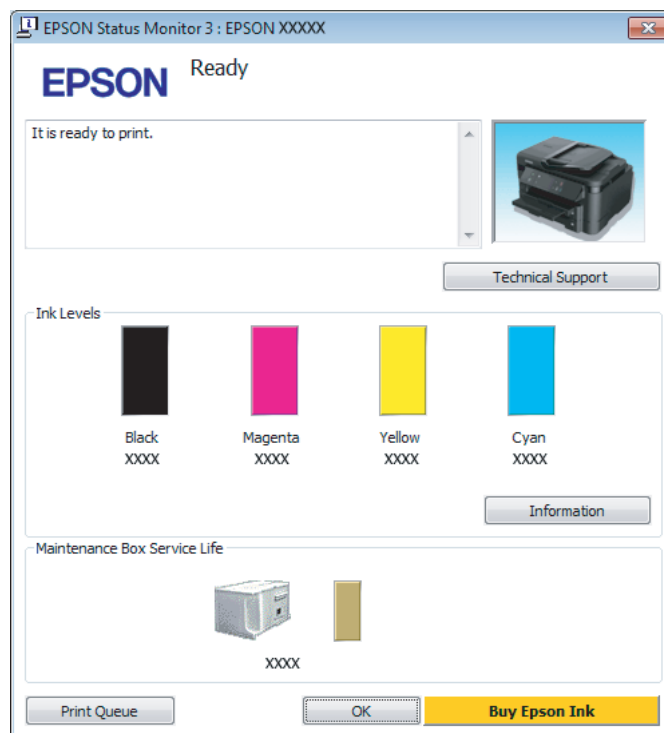 EPSON Status Monitor 3 : EPSON XXXXX
EPSON
Ready
It is ready to print.
Technical Support
Ink Levels
Black Magenta Yellow Cyan
XXXX XXXX XXXX XXXX
Information
Maintenance Box Service Life
XXXX
Print Queue OK Buy Epson Ink